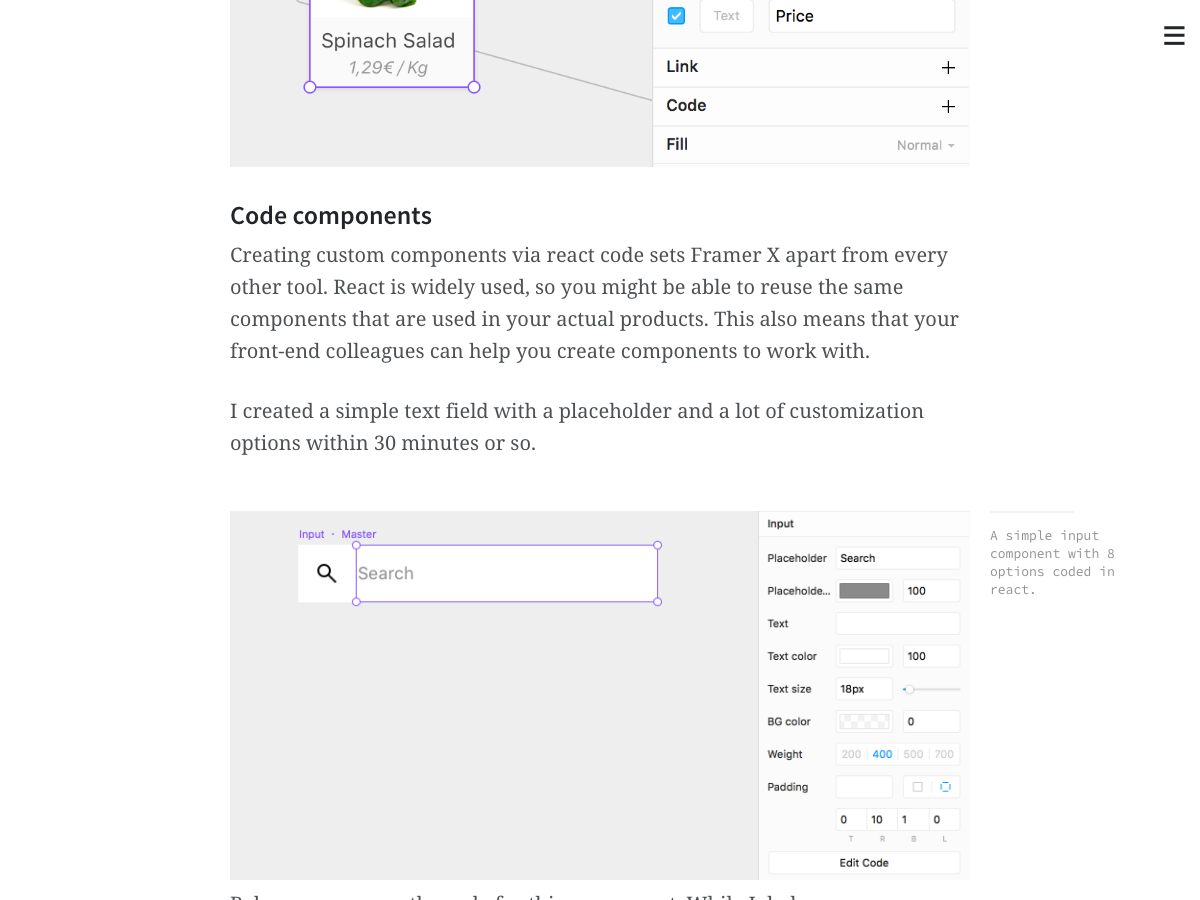 Spinach Salad
1,29€ / Kg
Text
Price
Link
Code
Fill
Normal
Code components
Creating custom components via react code sets Framer X apart from every
other tool. React is widely used, so you might be able to reuse the same
components that are used in your actual products. This also means that your
front-end colleagues can help you create components to work with.
I created a simple text field with a placeholder and a lot of customization
options within 30 minutes or so.
Input · Master
Search
Input
Placeholder Search
Placeholde... 100
Text
Text color 100
Text size 18px
BG color 0
Weight 200 400 500 700
Padding
0 10 1 0
T R B L
Edit Code
A simple input
component with 8
options coded in
react.